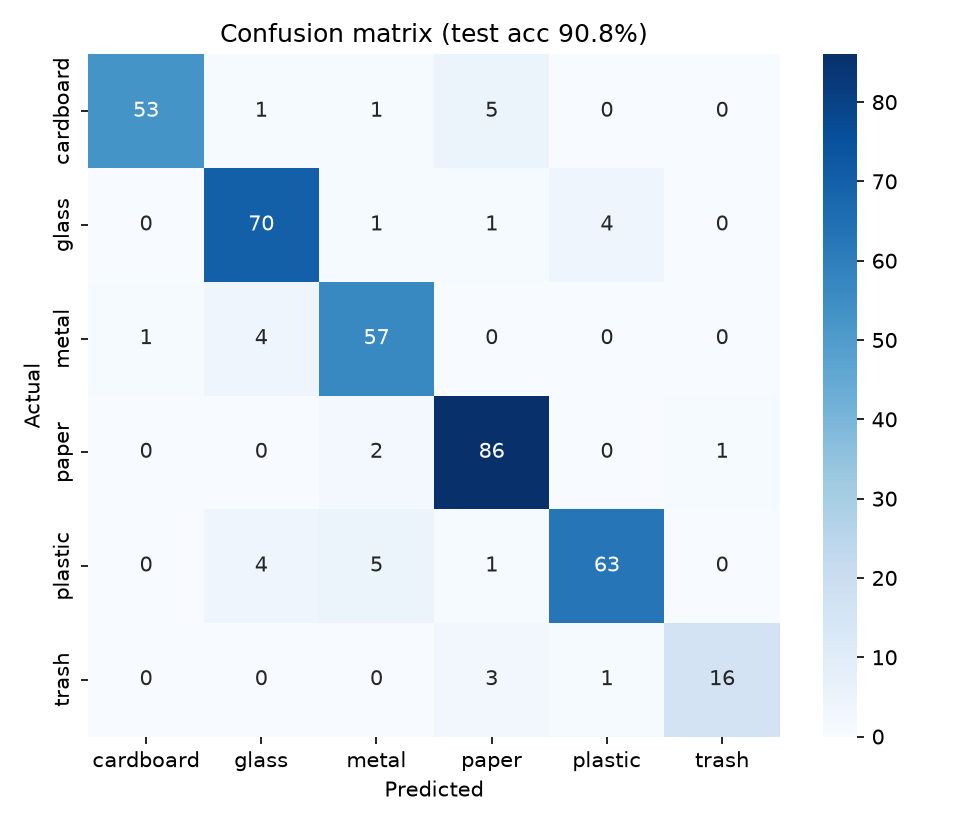 Confusion matrix (test acc 90.8%)
Actual
cardboard 53 1 1 5 0 0
glass 0 70 1 1 4 0
metal 1 4 57 0 0 0
paper 0 0 2 86 0 1
plastic 0 4 5 1 63 0
trash 0 0 0 3 1 16
cardboard glass metal paper plastic trash
Predicted
80
70
60
50
40
30
20
10
0